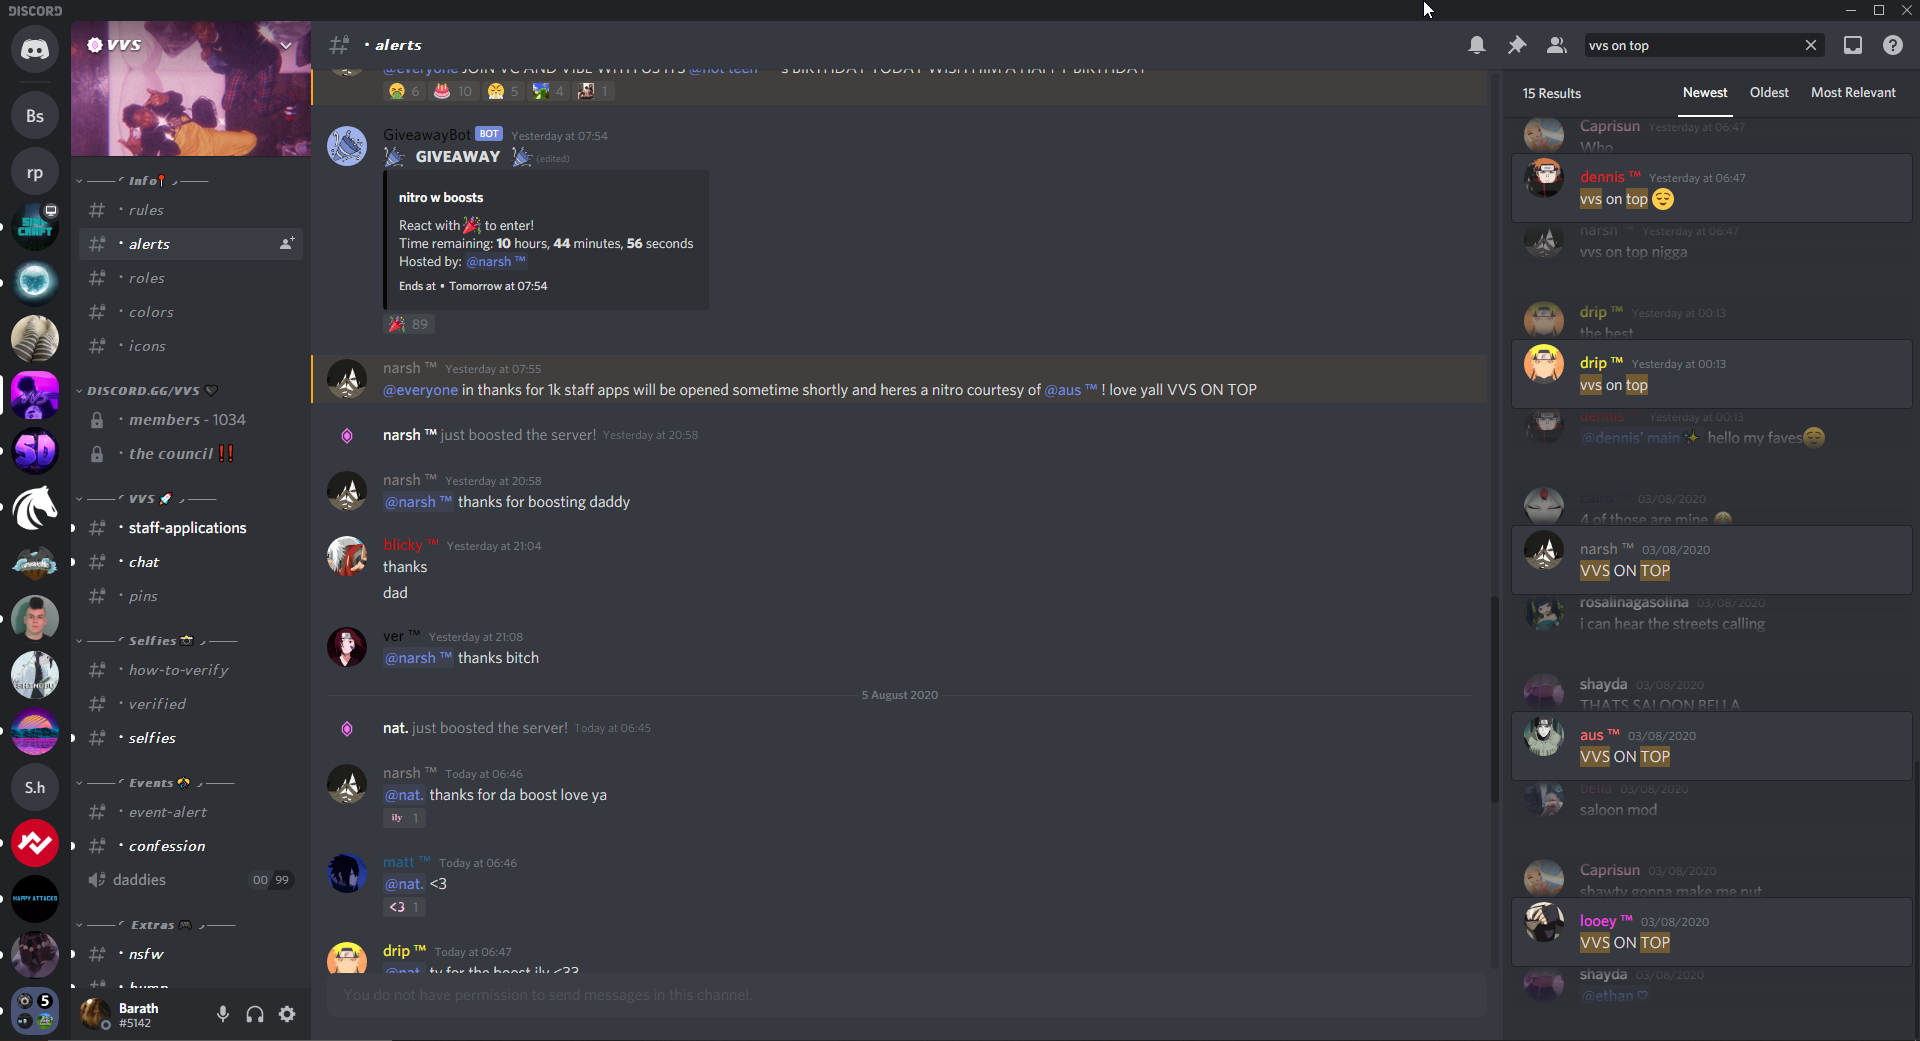 DISCORD
VVS
Bs
rp
S.h
HAPPY ATTACKS
5
Info
rules
alerts
roles
colors
icons
DISCORD.GG/VVS
members - 1034
the council
VVS
staff-applications
chat
pins
Selfies
how-to-verify
verified
selfies
Events
event-alert
confession
daddies
00 99
Extras
nsfw
bump
Barath
#5142
alerts
6 10 5 4 1
GiveawayBot BOT Yesterday at 07:54
GIVEAWAY (edited)
nitro w boosts
React with to enter!
Time remaining: 10 hours, 44 minutes, 56 seconds
Hosted by: @narsh ™
Ends at • Tomorrow at 07:54
89
narsh ™ Yesterday at 07:55
@everyone in thanks for 1k staff apps will be opened sometime shortly and heres a nitro courtesy of @aus ™ ! love yall VVS ON TOP
narsh ™ just boosted the server! Yesterday at 20:58
narsh ™ Yesterday at 20:58
@narsh ™ thanks for boosting daddy
blicky ™ Yesterday at 21:04
thanks
dad
ver ™ Yesterday at 21:08
@narsh ™ thanks bitch
5 August 2020
nat. just boosted the server! Today at 06:45
narsh ™ Today at 06:46
@nat. thanks for da boost love ya
ily 1
matt ™ Today at 06:46
@nat. <3
<3 1
drip ™ Today at 06:47
@nat. ty for the boost ily <33
You do not have permission to send messages in this channel.
vvs on top
15 Results
Newest
Oldest
Most Relevant
Caprisun Yesterday at 06:47
Who
dennis ™ Yesterday at 06:47
vvs on top
narsh ™ Yesterday at 06:47
vvs on top nigga
drip ™ Yesterday at 00:13
the best
drip ™ Yesterday at 00:13
vvs on top
dennis ™ Yesterday at 00:13
@dennis' main hello my faves
03/08/2020
4 of those are mine
narsh ™ 03/08/2020
VVS ON TOP
rosalinagasolina 03/08/2020
i can hear the streets calling
shayda 03/08/2020
THATS SALOON BELLA
aus ™ 03/08/2020
VVS ON TOP
bella 03/08/2020
saloon mod
Caprisun 03/08/2020
shawty gonna make me nut
looey ™ 03/08/2020
VVS ON TOP
shayda 03/08/2020
@ethan